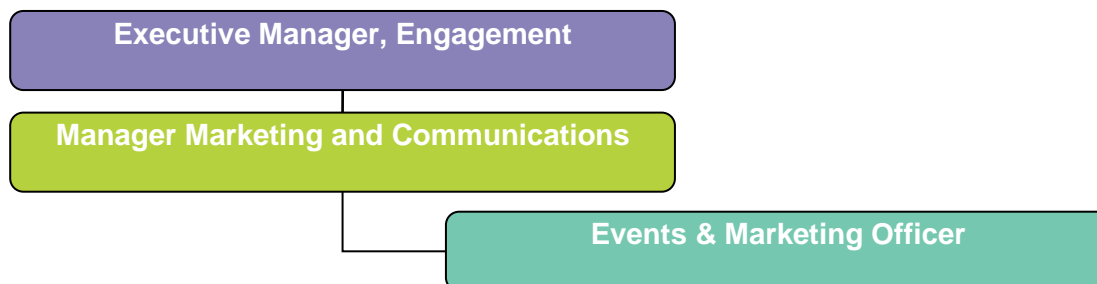 Executive Manager, Engagement
Manager Marketing and Communications
Events & Marketing Officer